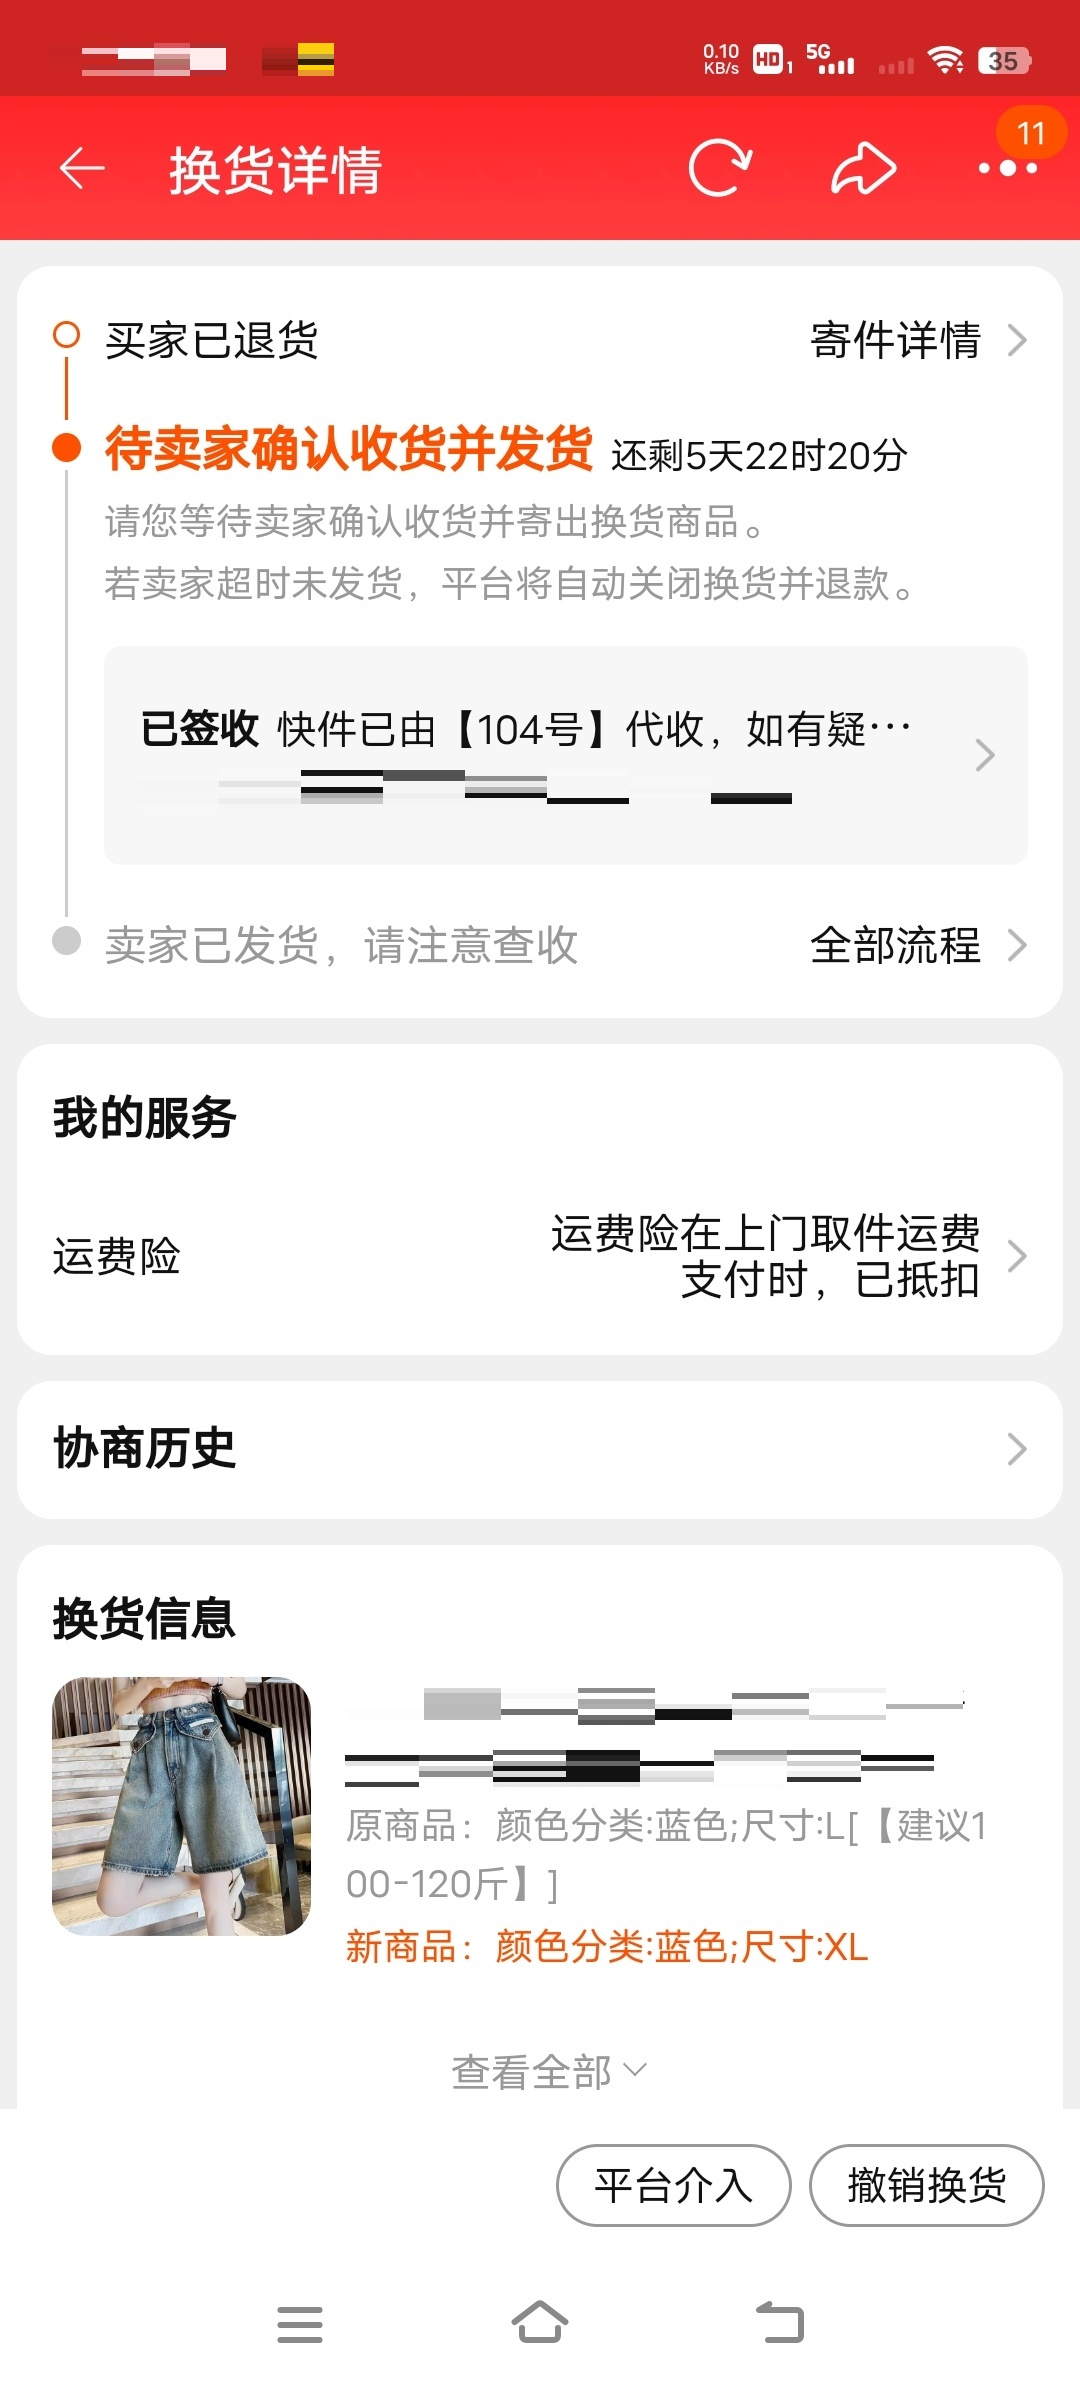 0.10
KB/s
HD 1
5G
35
11
换货详情
买家已退货
寄件详情
待卖家确认收货并发货 还剩5天22时20分
请您等待卖家确认收货并寄出换货商品。
若卖家超时未发货，平台将自动关闭换货并退款。
已签收 快件已由【104号】代收，如有疑…
卖家已发货，请注意查收
全部流程
我的服务
运费险
运费险在上门取件运费
支付时，已抵扣
协商历史
换货信息
原商品：颜色分类:蓝色;尺寸:L[【建议1
00-120斤】]
新商品：颜色分类:蓝色;尺寸:XL
查看全部
平台介入
撤销换货